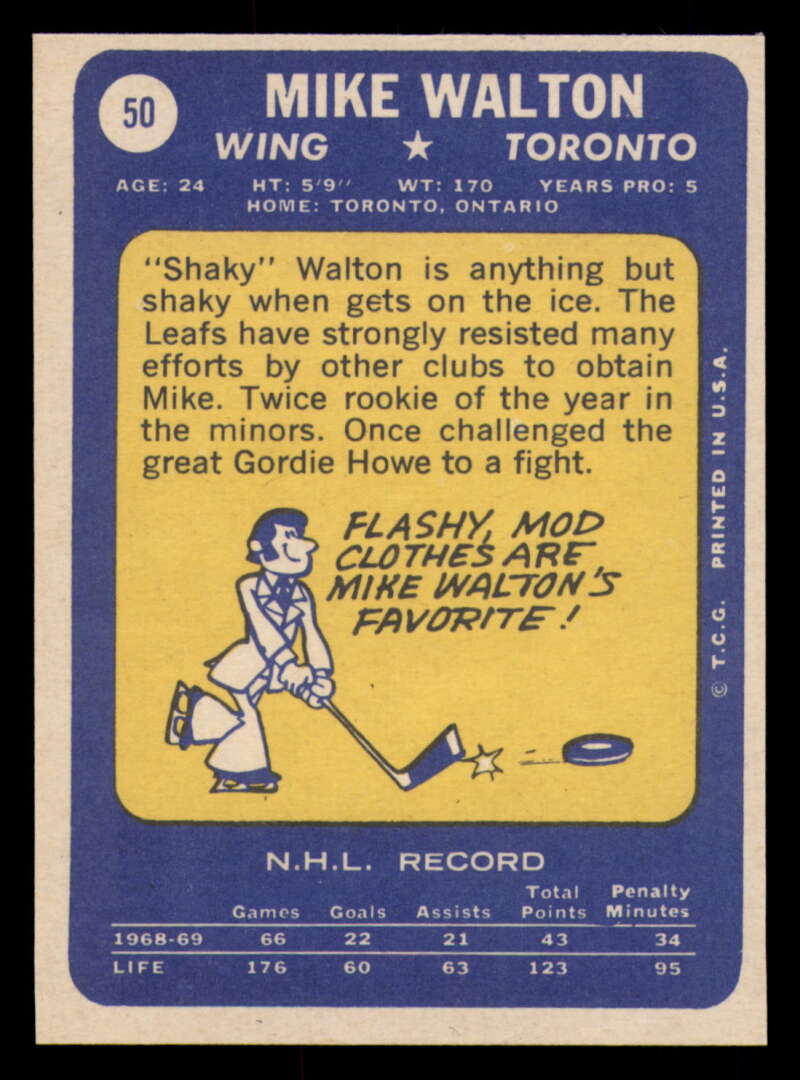 50
MIKE WALTON
WING ★ TORONTO
AGE: 24 HT: 5'9" WT: 170 YEARS PRO: 5
HOME: TORONTO, ONTARIO
"Shaky" Walton is anything but
shaky when gets on the ice. The
Leafs have strongly resisted many
efforts by other clubs to obtain
Mike. Twice rookie of the year in
the minors. Once challenged the
great Gordie Howe to a fight.
FLASHY, MOD
CLOTHES ARE
MIKE WALTON'S
FAVORITE!
© T.C.G. PRINTED IN U.S.A.
N.H.L. RECORD
Games Goals Assists Total Points Penalty Minutes
1968-69 66 22 21 43 34
LIFE 176 60 63 123 95